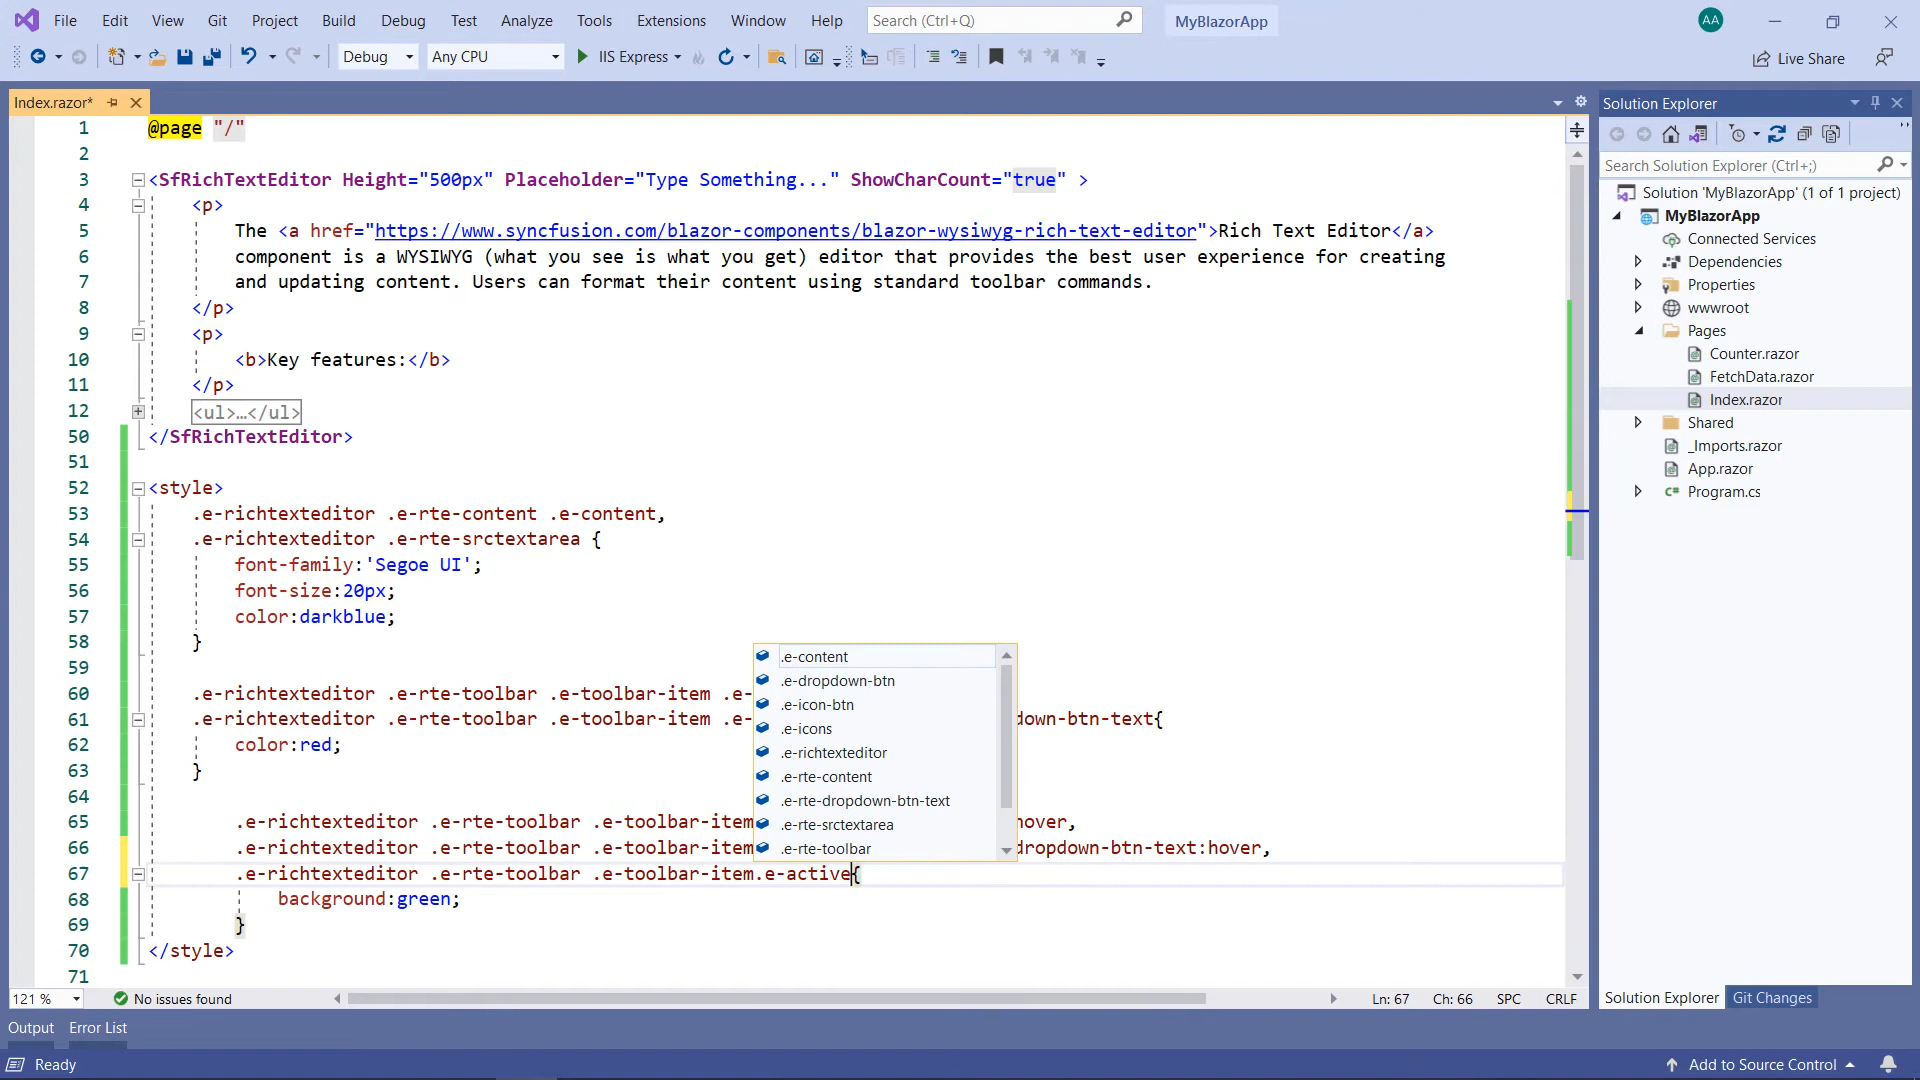 File Edit View Git Project Build Debug Test Analyze Tools Extensions Window Help Search (Ctrl+Q) MyBlazorApp AA
Debug Any CPU IIS Express Live Share
Index.razor*
1 @page "/"
2
3 <SfRichTextEditor Height="500px" Placeholder="Type Something..." ShowCharCount="true" >
4 <p>
5 The <a href="https://www.syncfusion.com/blazor-components/blazor-wysiwyg-rich-text-editor">Rich Text Editor</a>
6 component is a WYSIWYG (what you see is what you get) editor that provides the best user experience for creating
7 and updating content. Users can format their content using standard toolbar commands.
8 </p>
9 <p>
10 <b>Key features:</b>
11 </p>
12 <ul>…</ul>
50 </SfRichTextEditor>
51
52 <style>
53 .e-richtexteditor .e-rte-content .e-content,
54 .e-richtexteditor .e-rte-srctextarea {
55 font-family:'Segoe UI';
56 font-size:20px;
57 color:darkblue;
58 }
59
60 .e-richtexteditor .e-rte-toolbar .e-toolbar-item .e-
61 .e-richtexteditor .e-rte-toolbar .e-toolbar-item .e- down-btn-text{
62 color:red;
63 }
64
65 .e-richtexteditor .e-rte-toolbar .e-toolbar-item hover,
66 .e-richtexteditor .e-rte-toolbar .e-toolbar-item dropdown-btn-text:hover,
67 .e-richtexteditor .e-rte-toolbar .e-toolbar-item.e-active{
68 background:green;
69 }
70 </style>
71
.e-content
.e-dropdown-btn
.e-icon-btn
.e-icons
.e-richtexteditor
.e-rte-content
.e-rte-dropdown-btn-text
.e-rte-srctextarea
.e-rte-toolbar
121 % No issues found Ln: 67 Ch: 66 SPC CRLF
Solution Explorer
Search Solution Explorer (Ctrl+;)
Solution 'MyBlazorApp' (1 of 1 project)
MyBlazorApp
Connected Services
Dependencies
Properties
wwwroot
Pages
Counter.razor
FetchData.razor
Index.razor
Shared
_Imports.razor
App.razor
Program.cs
Solution Explorer Git Changes
Output Error List
Ready Add to Source Control